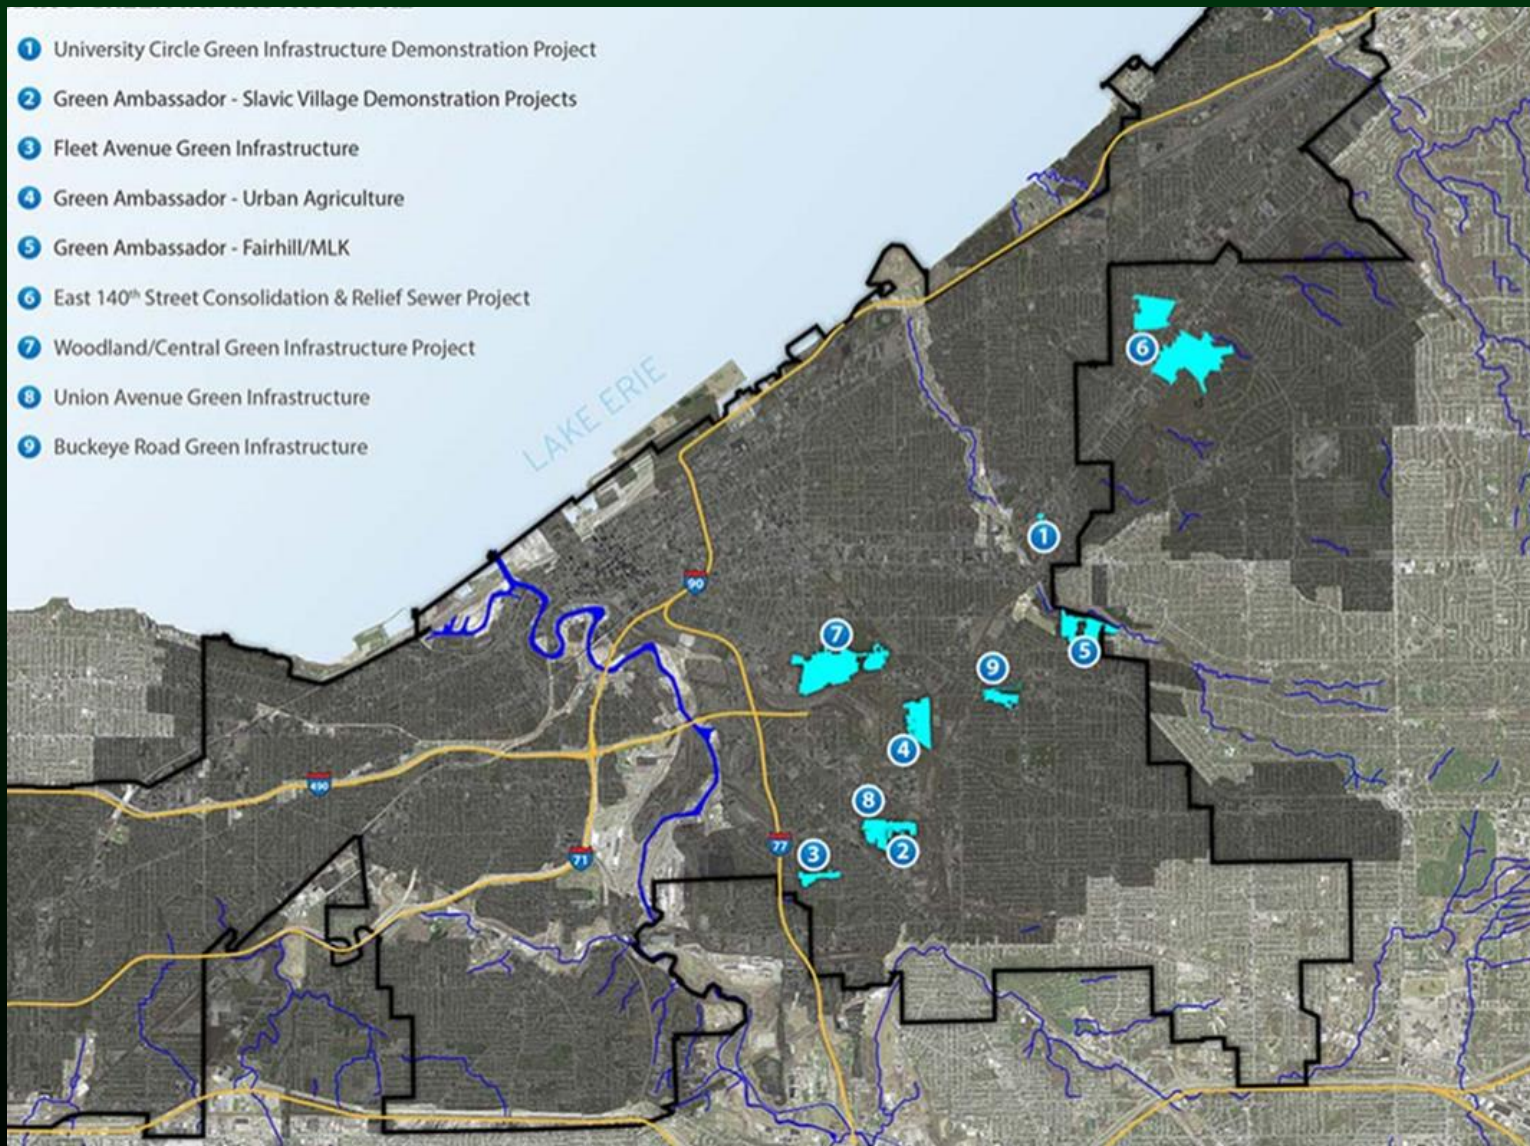 1 University Circle Green Infrastructure Demonstration Project
2 Green Ambassador - Slavic Village Demonstration Projects
3 Fleet Avenue Green Infrastructure
4 Green Ambassador - Urban Agriculture
5 Green Ambassador - Fairhill/MLK
6 East 140th Street Consolidation & Relief Sewer Project
7 Woodland/Central Green Infrastructure Project
8 Union Avenue Green Infrastructure
9 Buckeye Road Green Infrastructure
LAKE ERIE
6
1
90
7
5
9
4
490
8
77
3
2
71